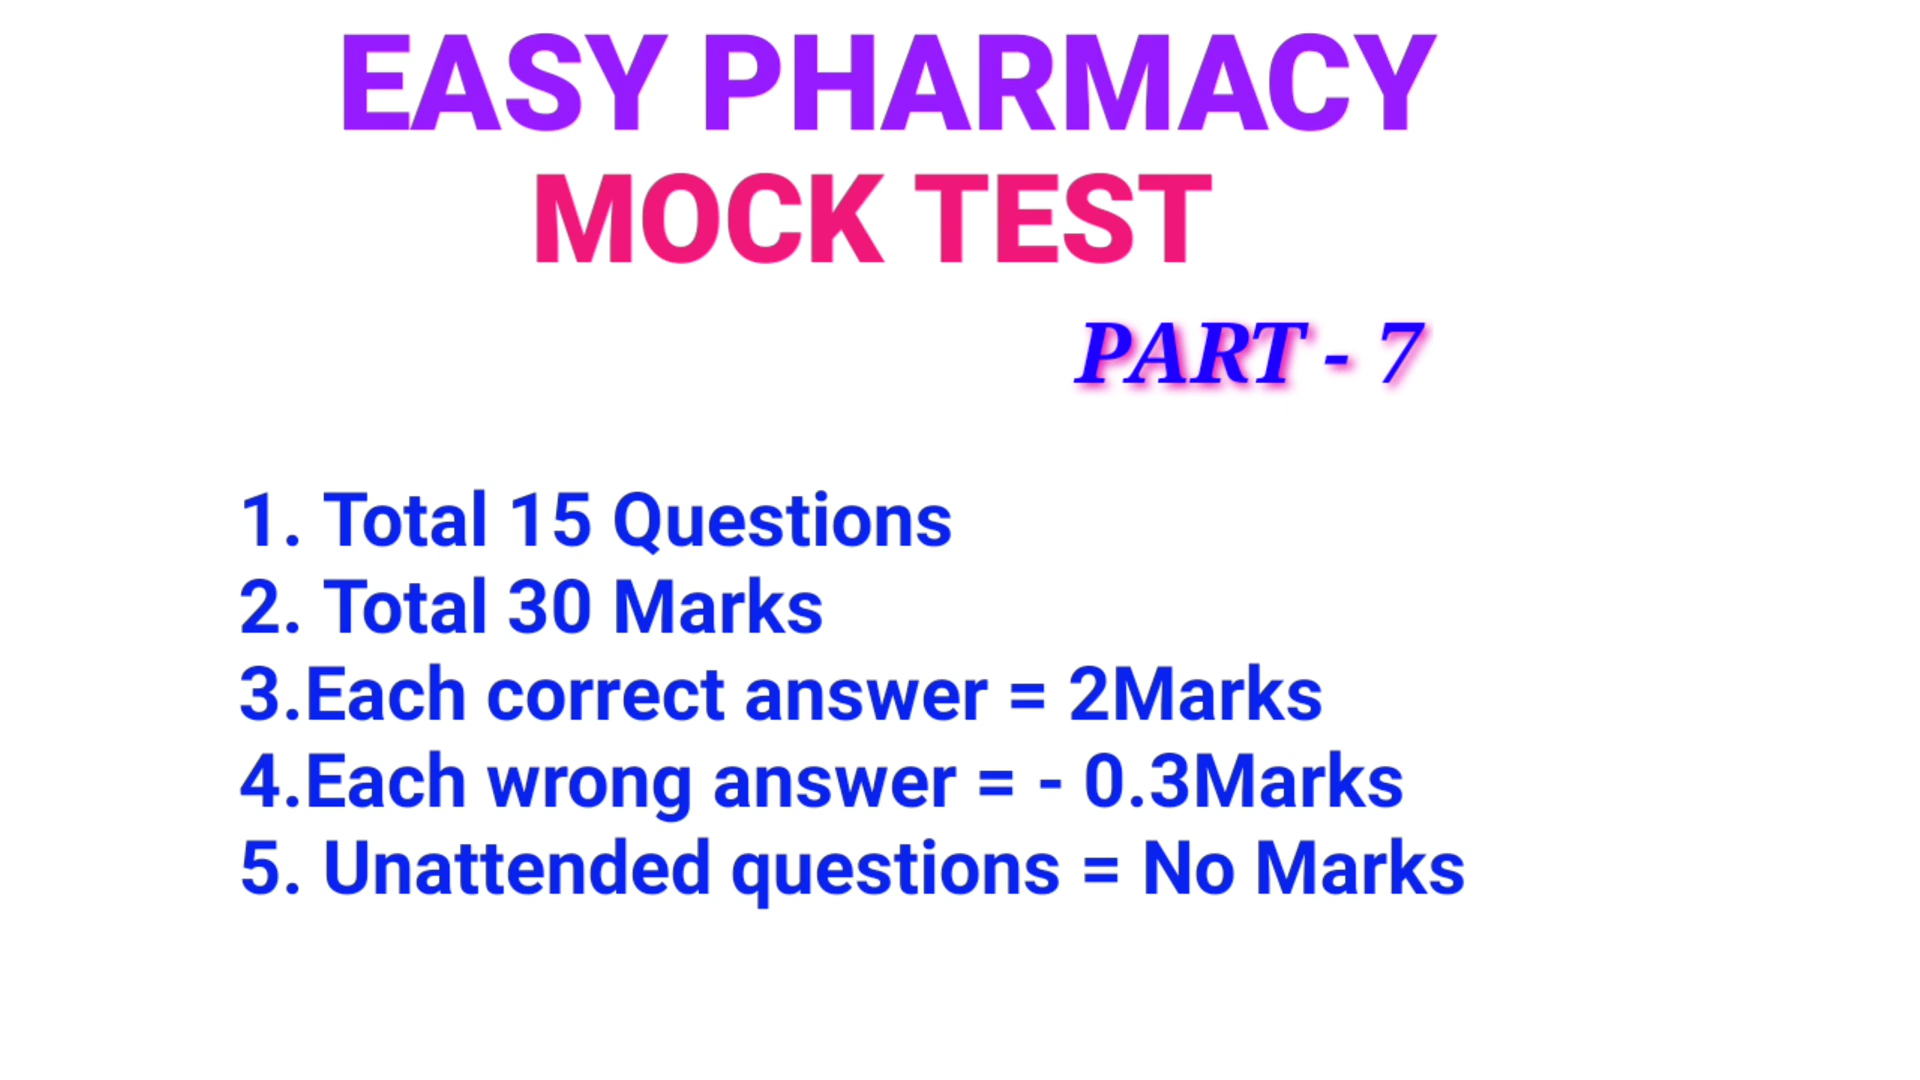 EASY PHARMACY
MOCK TEST
PART - 7
1. Total 15 Questions
2. Total 30 Marks
3.Each correct answer = 2Marks
4.Each wrong answer = - 0.3Marks
5. Unattended questions = No Marks